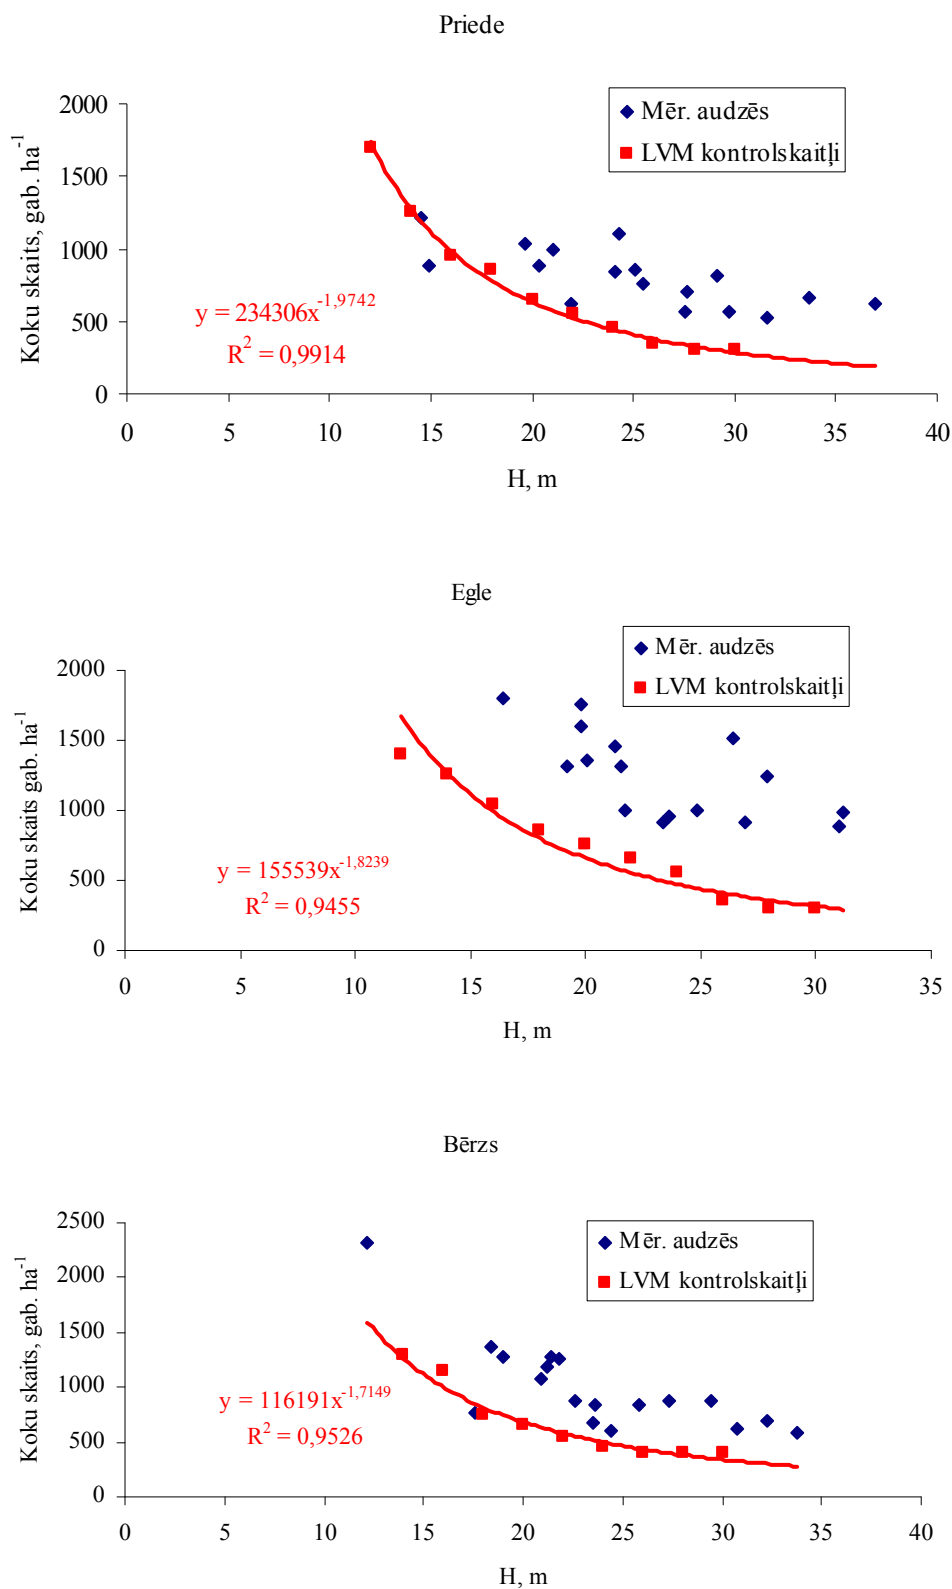 Priede
Mēr. audzēs
LVM kontrolskaitļi
Koku skaits, gab. ha⁻¹
2000
1500
1000
500
0
y = 234306x⁻¹,⁹⁷⁴²
R² = 0,9914
0 5 10 15 20 25 30 35 40
H, m
Egle
Mēr. audzēs
LVM kontrolskaitļi
Koku skaits gab. ha⁻¹
2000
1500
1000
500
0
y = 155539x⁻¹,⁸²³⁹
R² = 0,9455
0 5 10 15 20 25 30 35
H, m
Bērzs
Mēr. audzēs
LVM kontrolskaitļi
Koku skaits, gab. ha⁻¹
2500
2000
1500
1000
500
0
y = 116191x⁻¹,⁷¹⁴⁹
R² = 0,9526
0 5 10 15 20 25 30 35 40
H, m